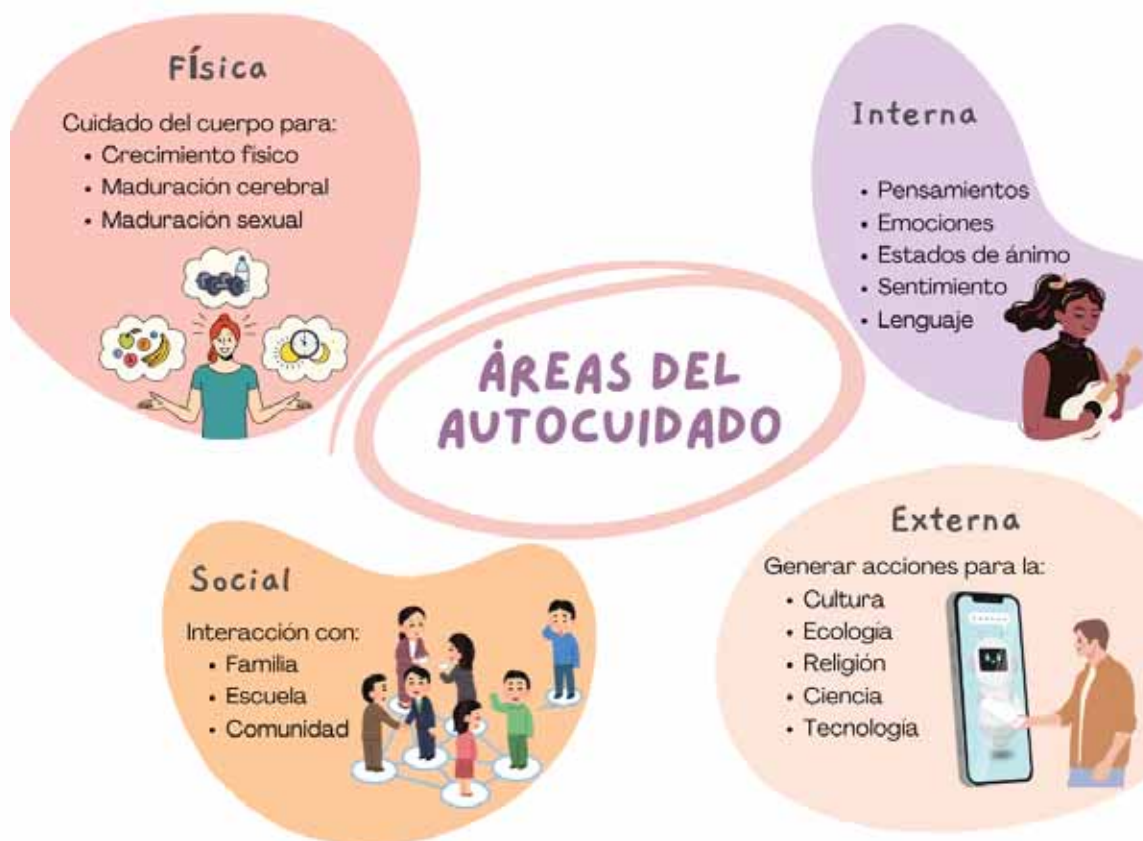 Física
Cuidado del cuerpo para:
• Crecimiento físico
• Maduración cerebral
• Maduración sexual
Interna
• Pensamientos
• Emociones
• Estados de ánimo
• Sentimiento
• Lenguaje
ÁREAS DEL
AUTOCUIDADO
Social
Interacción con:
• Familia
• Escuela
• Comunidad
Externa
Generar acciones para la:
• Cultura
• Ecología
• Religión
• Ciencia
• Tecnología